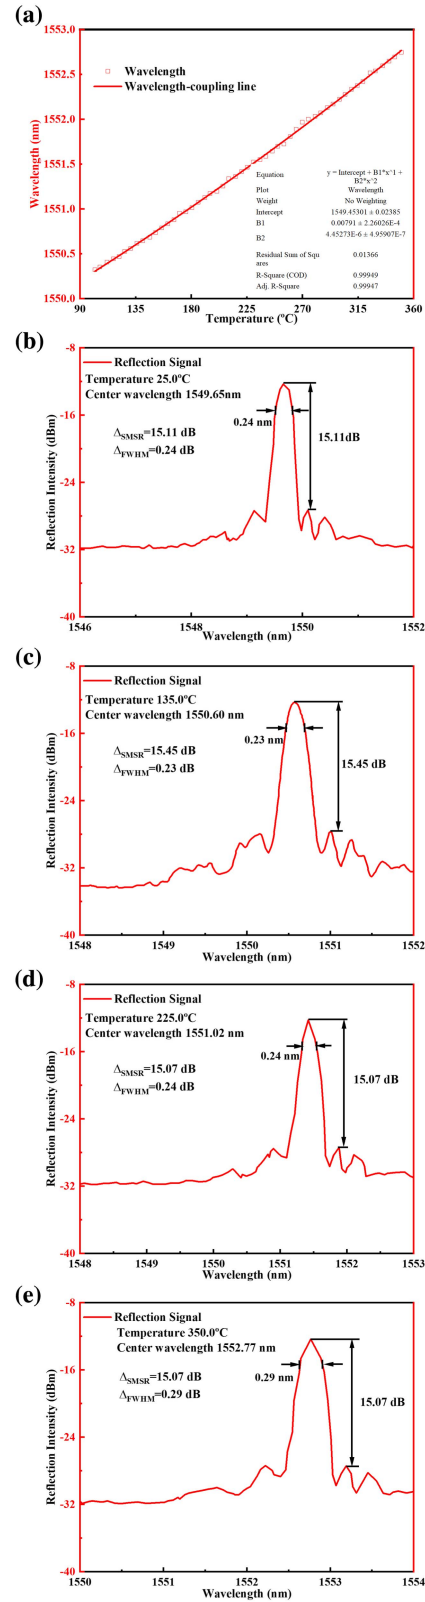 (a)
1553.0
1552.5
1552.0
1551.5
1551.0
1550.5
1550.0
Wavelength (nm)
Wavelength
Wavelength-coupling line
Equation y = Intercept + B1*x^1 +
B2*x^2
Plot Wavelength
Weight No Weighting
Intercept 1549.45301 ± 0.02385
B1 0.00791 ± 2.26026E-4
B2 4.45273E-6 ± 4.95907E-7
Residual Sum of Squ
ares 0.01366
R-Square (COD) 0.99949
Adj. R-Square 0.99947
90 135 180 225 270 315 360
Temperature (ºC)
(b)
-8
-16
-24
-32
-40
Reflection Intensity (dBm)
Reflection Signal
Temperature 25.0ºC
Center wavelength 1549.65nm
Δ_SMSR=15.11 dB
Δ_FWHM=0.24 dB
0.24 nm
15.11dB
1546 1548 1550 1552
Wavelength (nm)
(c)
-8
-16
-24
-32
-40
Reflection Intensity (dBm)
Reflection Signal
Temperature 135.0ºC
Center wavelength 1550.60 nm
Δ_SMSR=15.45 dB
Δ_FWHM=0.23 dB
0.23 nm
15.45 dB
1548 1549 1550 1551 1552
Wavelength (nm)
(d)
-8
-16
-24
-32
-40
Reflection Intensity (dBm)
Reflection Signal
Temperature 225.0ºC
Center wavelength 1551.02 nm
Δ_SMSR=15.07 dB
Δ_FWHM=0.24 dB
0.24 nm
15.07 dB
1548 1549 1550 1551 1552 1553
Wavelength (nm)
(e)
-8
-16
-24
-32
-40
Reflection Intensity (dBm)
Reflection Signal
Temperature 350.0ºC
Center wavelength 1552.77 nm
Δ_SMSR=15.07 dB
Δ_FWHM=0.29 dB
0.29 nm
15.07 dB
1550 1551 1552 1553 1554
Wavelength (nm)